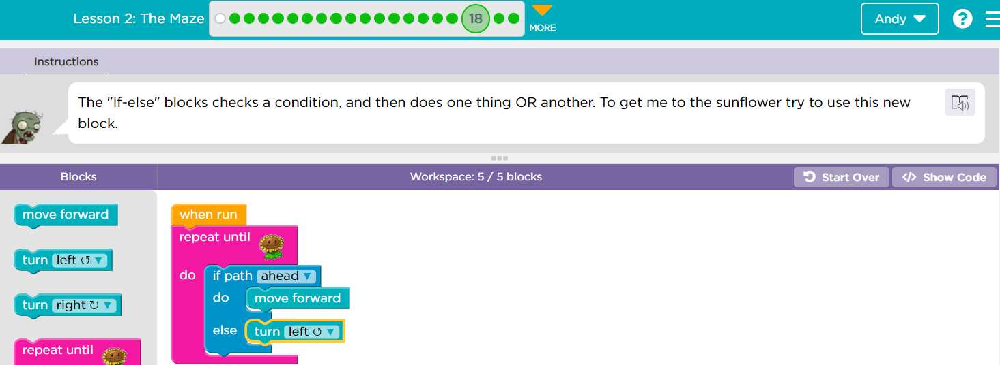 Lesson 2: The Maze
18
MORE
Andy
?
Instructions
The "If-else" blocks checks a condition, and then does one thing OR another. To get me to the sunflower try to use this new
block.
Blocks
Workspace: 5 / 5 blocks
Start Over
</> Show Code
move forward
turn left ↺ ▼
turn right ↻ ▼
repeat until
when run
repeat until
do
if path ahead ▼
do
move forward
else
turn left ↺ ▼